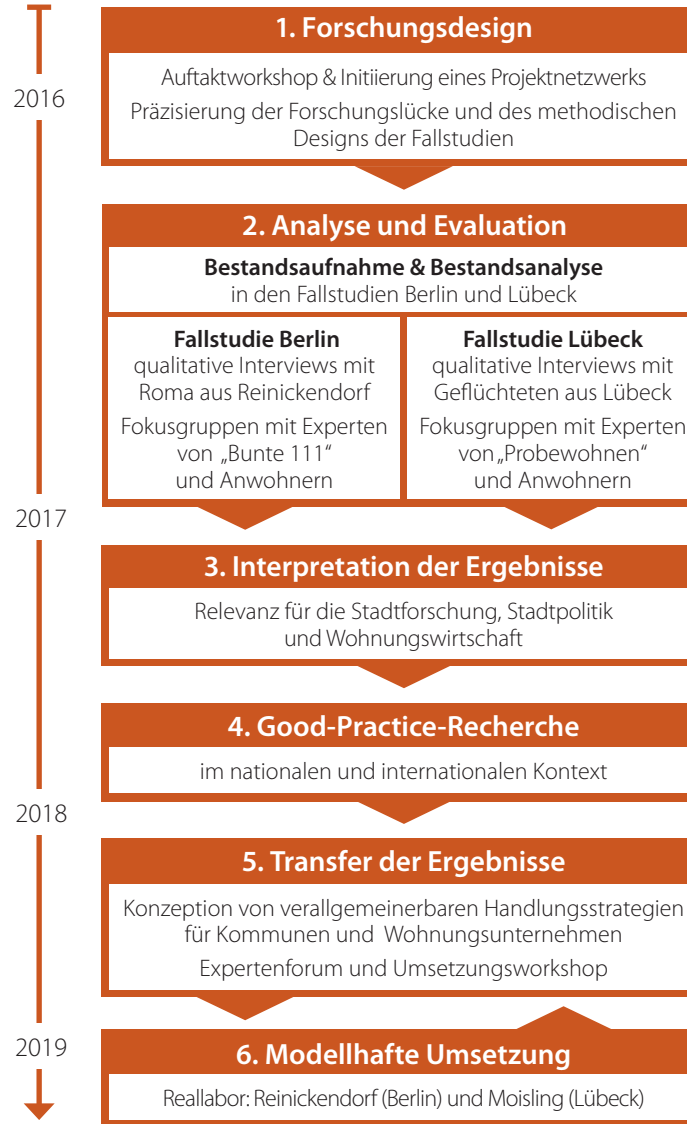 2016
1. Forschungsdesign
Auftaktworkshop & Initiierung eines Projektnetzwerks
Präzisierung der Forschungslücke und des methodischen
Designs der Fallstudien
2. Analyse und Evaluation
Bestandsaufnahme & Bestandsanalyse
in den Fallstudien Berlin und Lübeck
Fallstudie Berlin
qualitative Interviews mit
Roma aus Reinickendorf
Fokusgruppen mit Experten
von „Bunte 111“
und Anwohnern
Fallstudie Lübeck
qualitative Interviews mit
Geflüchteten aus Lübeck
Fokusgruppen mit Experten
von „Probewohnen“
und Anwohnern
2017
3. Interpretation der Ergebnisse
Relevanz für die Stadtforschung, Stadtpolitik
und Wohnungswirtschaft
4. Good-Practice-Recherche
im nationalen und internationalen Kontext
2018
5. Transfer der Ergebnisse
Konzeption von verallgemeinerbaren Handlungsstrategien
für Kommunen und Wohnungsunternehmen
Expertenforum und Umsetzungsworkshop
2019
6. Modellhafte Umsetzung
Reallabor: Reinickendorf (Berlin) und Moisling (Lübeck)